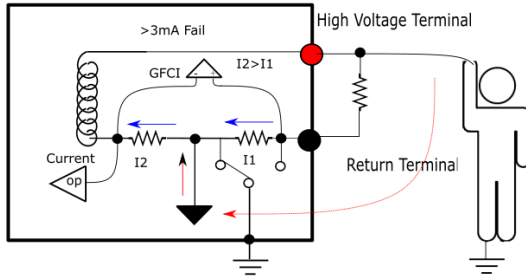 >3mA Fail
High Voltage Terminal
GFCI
I2>I1
Current
op
I2
I1
Return Terminal